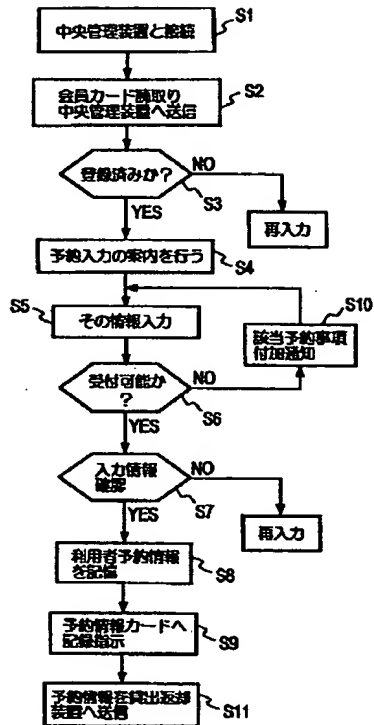 中央管理装置と接続
S1
会員カード読取り
中央管理装置へ送信
S2
登録済みか?
NO
S3
YES
再入力
予約入力の案内を行う
S4
S5
その情報入力
S10
該当予約事項
付加通知
受付可能か
?
NO
S6
YES
入力情報
確認
NO
S7
YES
再入力
利用者予約情報
を記憶
S8
予約情報カードへ
記録指示
S9
予約情報在貸出返却
装置へ送信
S11